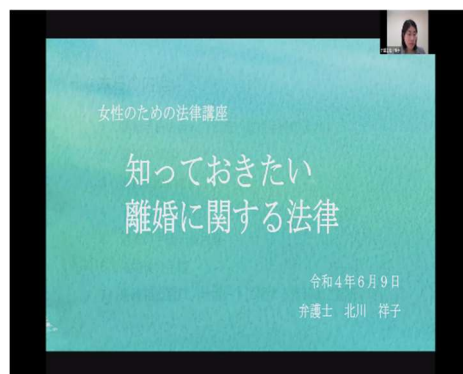 女性のための法律講座
知っておきたい
離婚に関する法律
令和4年6月9日
弁護士 北川 祥子